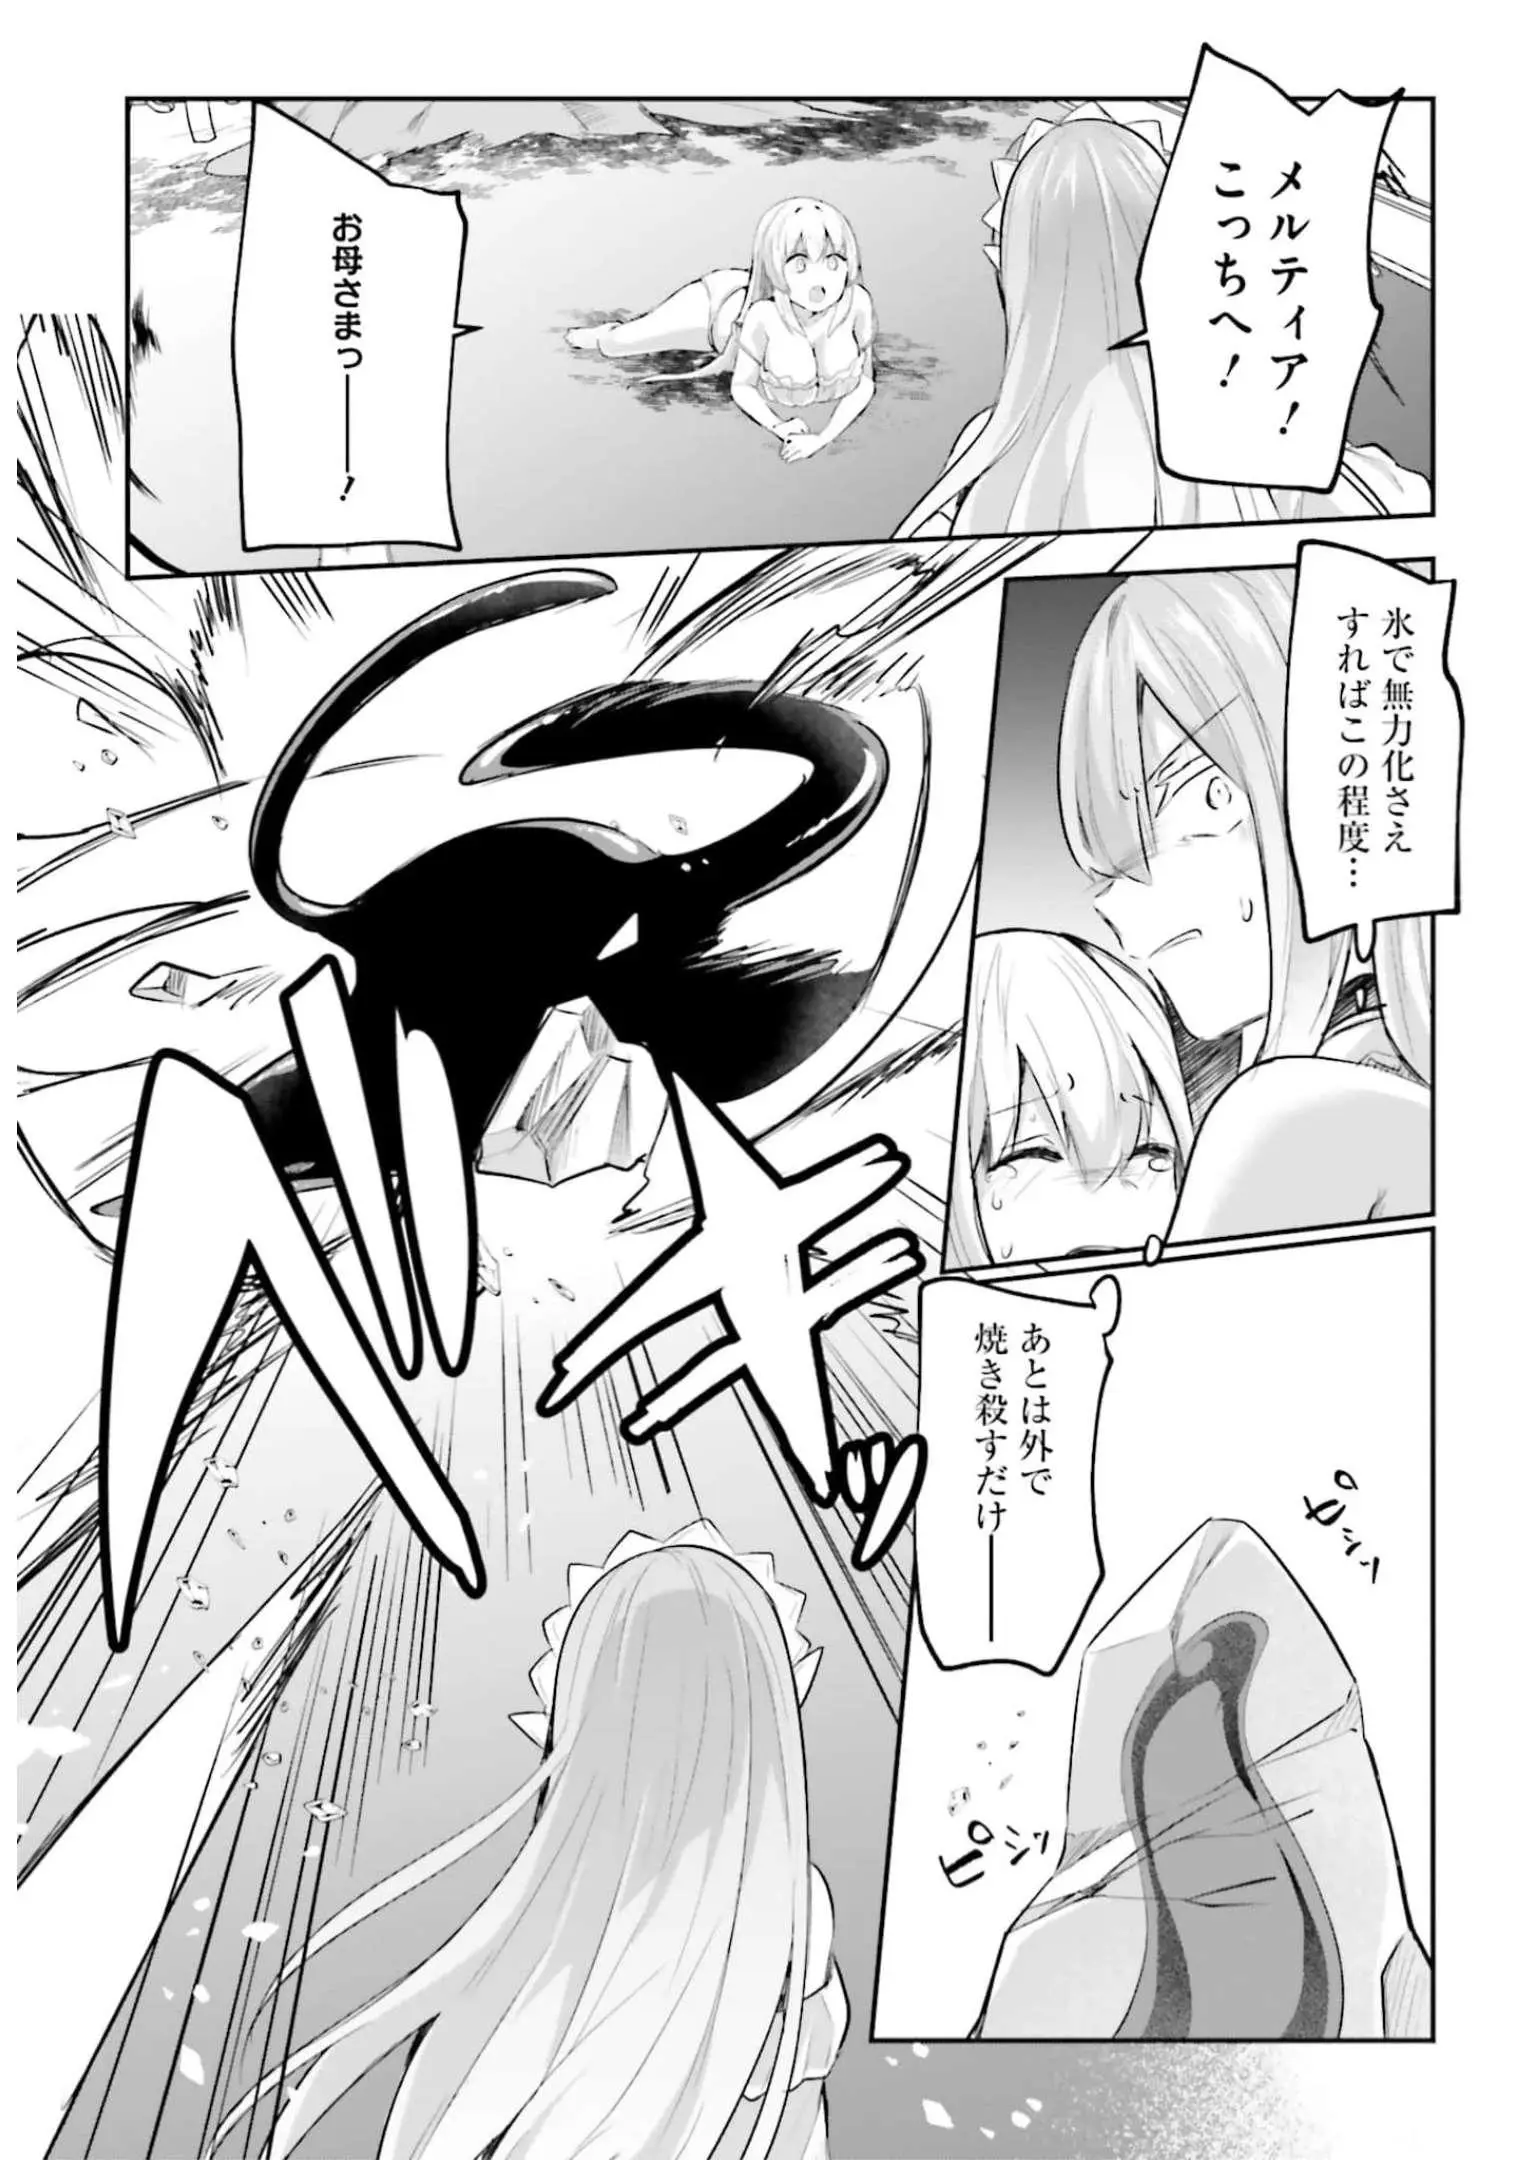 メルティア！
こっちへ！
お母さまっ━━！
氷で無力化さえ
すればこの程度…
あとは外で
焼き殺すだけ━━
ピシッ
ピシッ
ベキッ